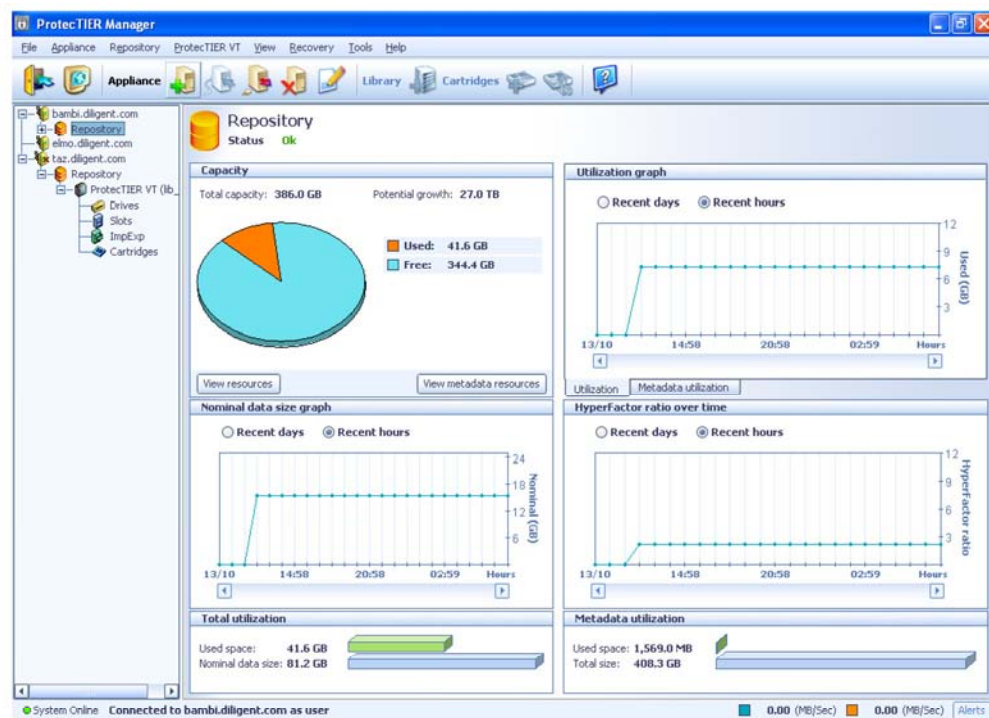 ProtecTIER Manager
File Appliance Repository ProtecTIER VT View Recovery Tools Help
Appliance Library Cartridges
bambi.diligent.com
Repository
elmo.diligent.com
taz.diligent.com
Repository
ProtecTIER VT (lib_
Drives
Slots
ImpExp
Cartridges
Repository
Status Ok
Capacity
Total capacity: 386.0 GB Potential growth: 27.0 TB
Used: 41.6 GB
Free: 344.4 GB
View resources View metadata resources
Utilization graph
Recent days Recent hours
12
9
6
3
Used (GB)
13/10 14:58 20:58 02:59 Hours
Utilization Metadata utilization
Nominal data size graph
Recent days Recent hours
24
18
12
6
Nominal (GB)
13/10 14:58 20:58 02:59 Hours
HyperFactor ratio over time
Recent days Recent hours
12
9
6
3
HyperFactor ratio
13/10 14:58 20:58 02:59 Hours
Total utilization
Used space: 41.6 GB
Nominal data size: 81.2 GB
Metadata utilization
Used space: 1,569.0 MB
Total size: 408.3 GB
System Online Connected to bambi.diligent.com as user 0.00 (MB/Sec) 0.00 (MB/Sec) Alerts